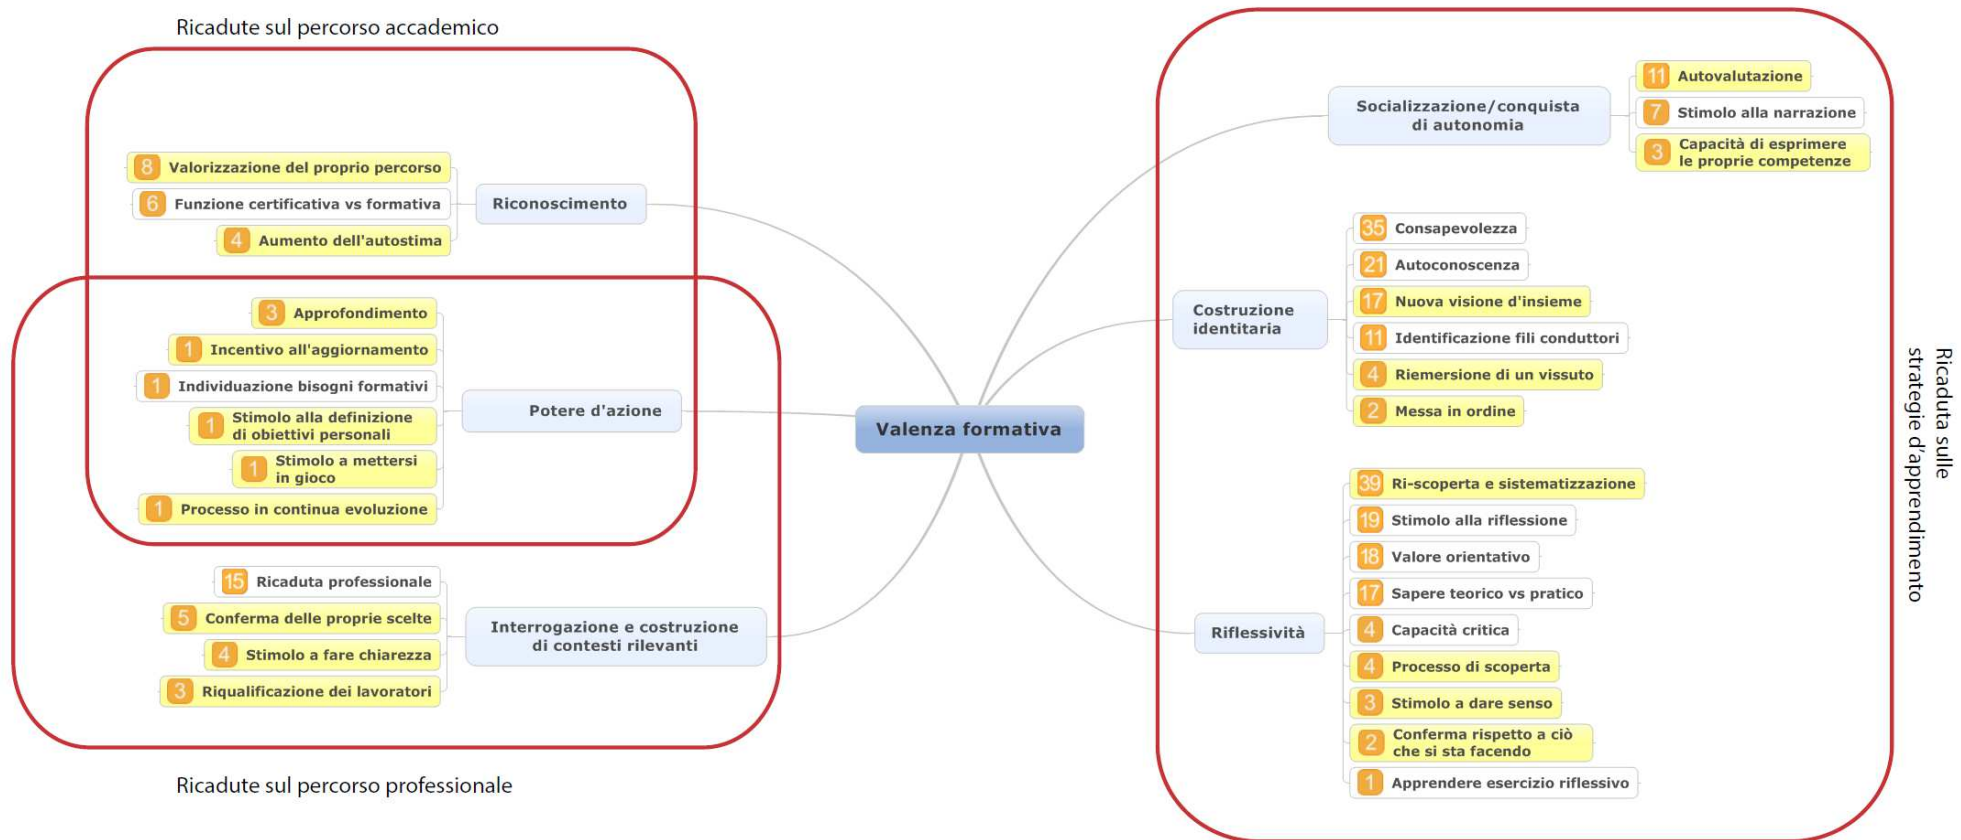 Ricadute sul percorso accademico
8 Valorizzazione del proprio percorso
6 Funzione certificativa vs formativa
4 Aumento dell'autostima
Riconoscimento
3 Approfondimento
1 Incentivo all'aggiornamento
1 Individuazione bisogni formativi
1 Stimolo alla definizione
di obiettivi personali
1 Stimolo a mettersi
in gioco
1 Processo in continua evoluzione
Potere d'azione
15 Ricaduta professionale
5 Conferma delle proprie scelte
4 Stimolo a fare chiarezza
3 Riqualificazione dei lavoratori
Interrogazione e costruzione
di contesti rilevanti
Ricadute sul percorso professionale
Valenza formativa
Socializzazione/conquista
di autonomia
11 Autovalutazione
7 Stimolo alla narrazione
3 Capacità di esprimere
le proprie competenze
Costruzione
identitaria
35 Consapevolezza
21 Autoconoscenza
17 Nuova visione d'insieme
11 Identificazione fili conduttori
4 Riemersione di un vissuto
2 Messa in ordine
Riflessività
39 Ri-scoperta e sistematizzazione
19 Stimolo alla riflessione
18 Valore orientativo
17 Sapere teorico vs pratico
4 Capacità critica
4 Processo di scoperta
3 Stimolo a dare senso
2 Conferma rispetto a ciò
che si sta facendo
1 Apprendere esercizio riflessivo
Ricaduta sulle
strategie d'apprendimento